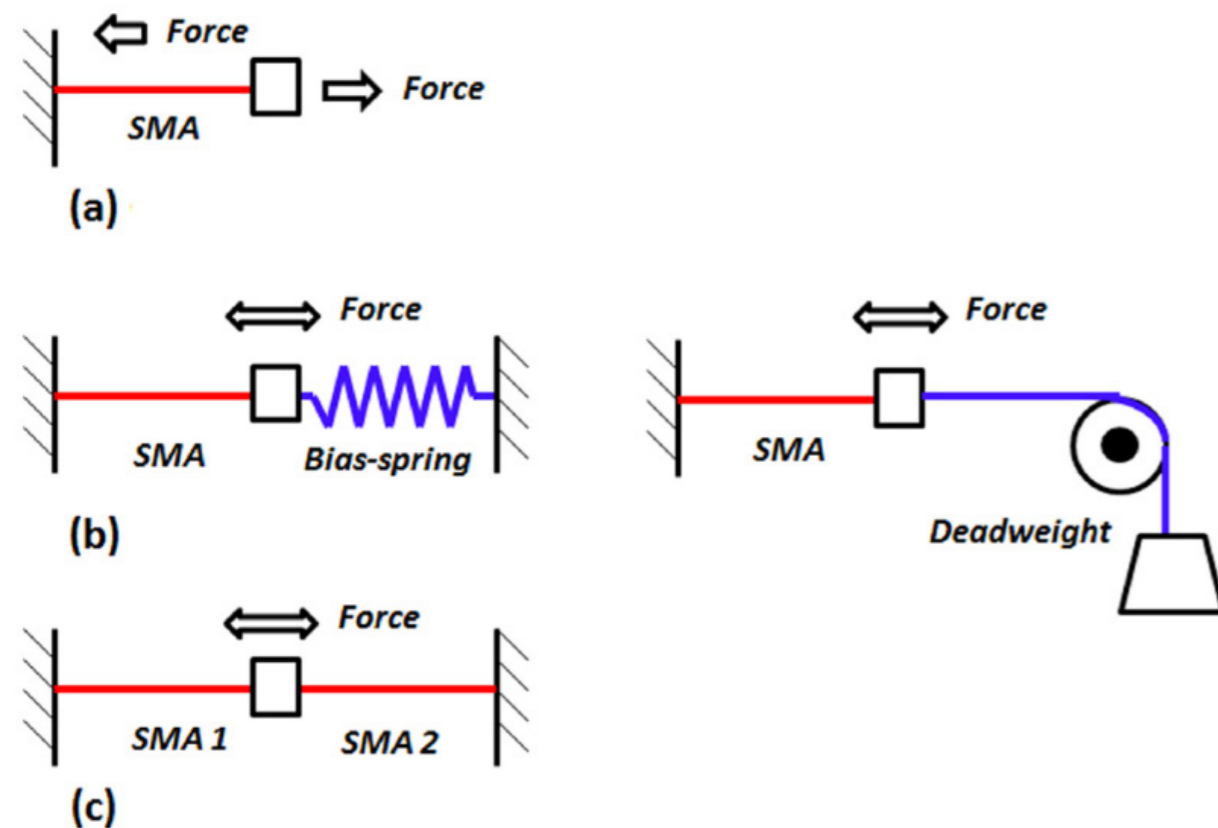 Force
Force
SMA
(a)
Force
SMA
Bias-spring
(b)
Force
SMA
Deadweight
Force
SMA 1
SMA 2
(c)